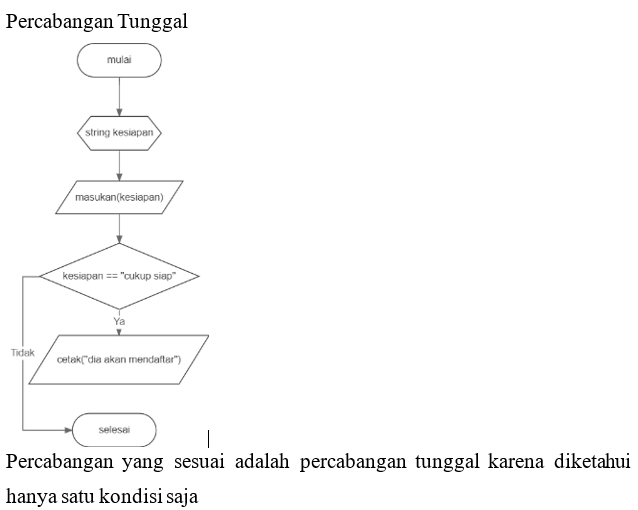 Percabangan Tunggal
mulai
string kesiapan
masukan(kesiapan)
kesiapan == "cukup siap"
Ya
Tidak
cetak("dia akan mendaftar")
selesai
Percabangan yang sesuai adalah percabangan tunggal karena diketahui
hanya satu kondisi saja